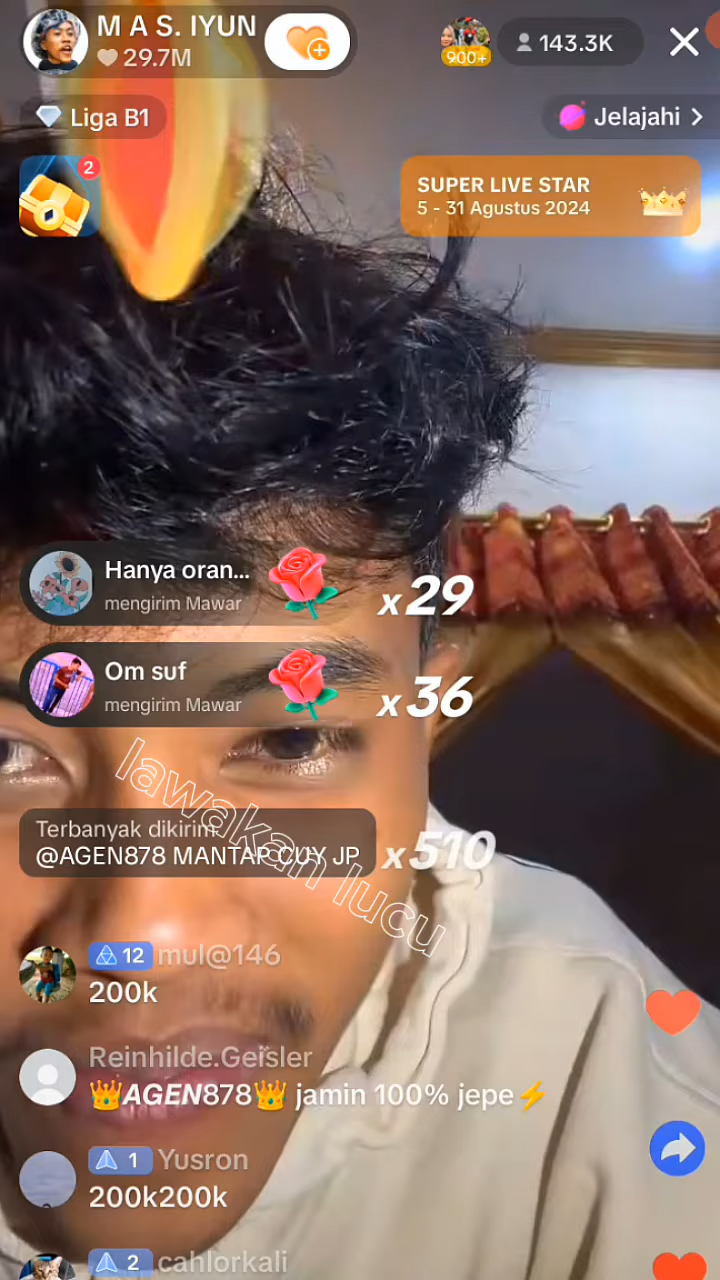 M A S. IYUN
29.7M
900+
143.3K
Liga B1
Jelajahi
2
SUPER LIVE STAR
5 - 31 Agustus 2024
Hanya oran...
mengirim Mawar
x29
Om suf
mengirim Mawar
x36
lawakan lucu
Terbanyak dikirim
@AGEN878 MANTAP CUY JP
x510
12 mul@146
200k
Reinhilde.Geisler
👑AGEN878👑 jamin 100% jepe⚡
1 Yusron
200k200k
2 cahlorkali